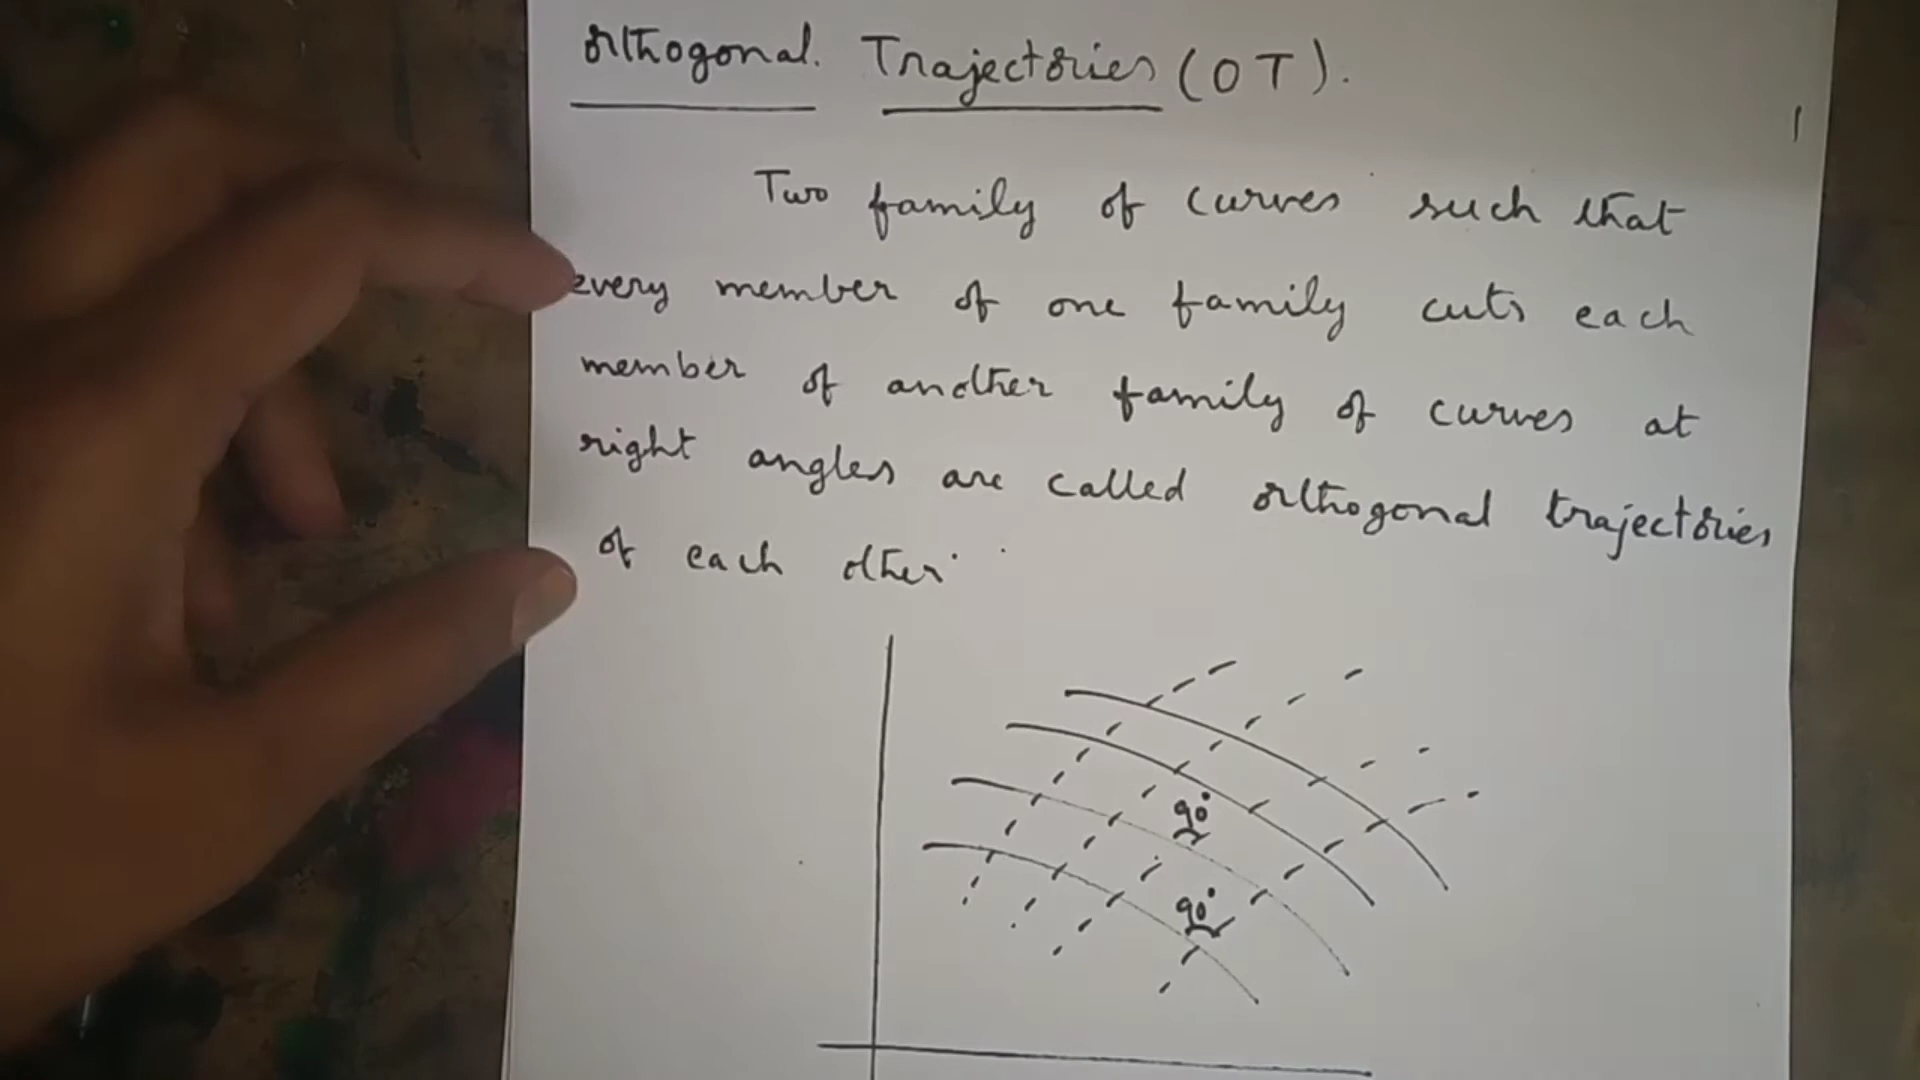 Orthogonal. Trajectories (OT).
Two family of curves such that
every member of one family cuts each
member of another family of curves at
right angles are called orthogonal trajectories
of each other.
90°
90°